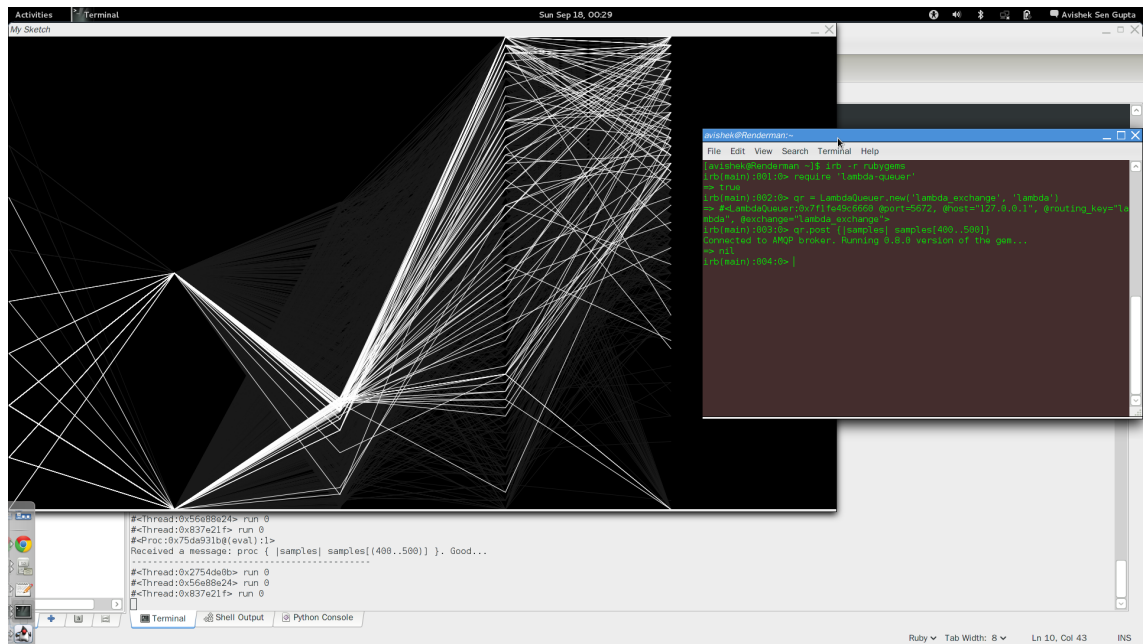 Activities Terminal Sun Sep 18, 00:29 Avishek Sen Gupta
My Sketch
avishek@Renderman:~
File Edit View Search Terminal Help
[avishek@Renderman ~]$ irb -r rubygems
irb(main):001:0> require 'lambda-queuer'
=> true
irb(main):002:0> qr = LambdaQueuer.new('lambda_exchange', 'lambda')
=> #<LambdaQueuer:0x7f1fe49c6660 @port=5672, @host="127.0.0.1", @routing_key="la
mbda", @exchange="lambda_exchange">
irb(main):003:0> qr.post {|samples| samples[400..500]}
Connected to AMQP broker. Running 0.8.0 version of the gem...
=> nil
irb(main):004:0>
#<Thread:0x56e88e24> run 0
#<Thread:0x837e21f> run 0
#<Proc:0x75da931b@(eval):1>
Received a message: proc { |samples| samples[(400..500)] }. Good...
------------------------------------------
#<Thread:0x2754de0b> run 0
#<Thread:0x56e88e24> run 0
#<Thread:0x837e21f> run 0
Terminal Shell Output Python Console
Ruby Tab Width: 8 Ln 10, Col 43 INS